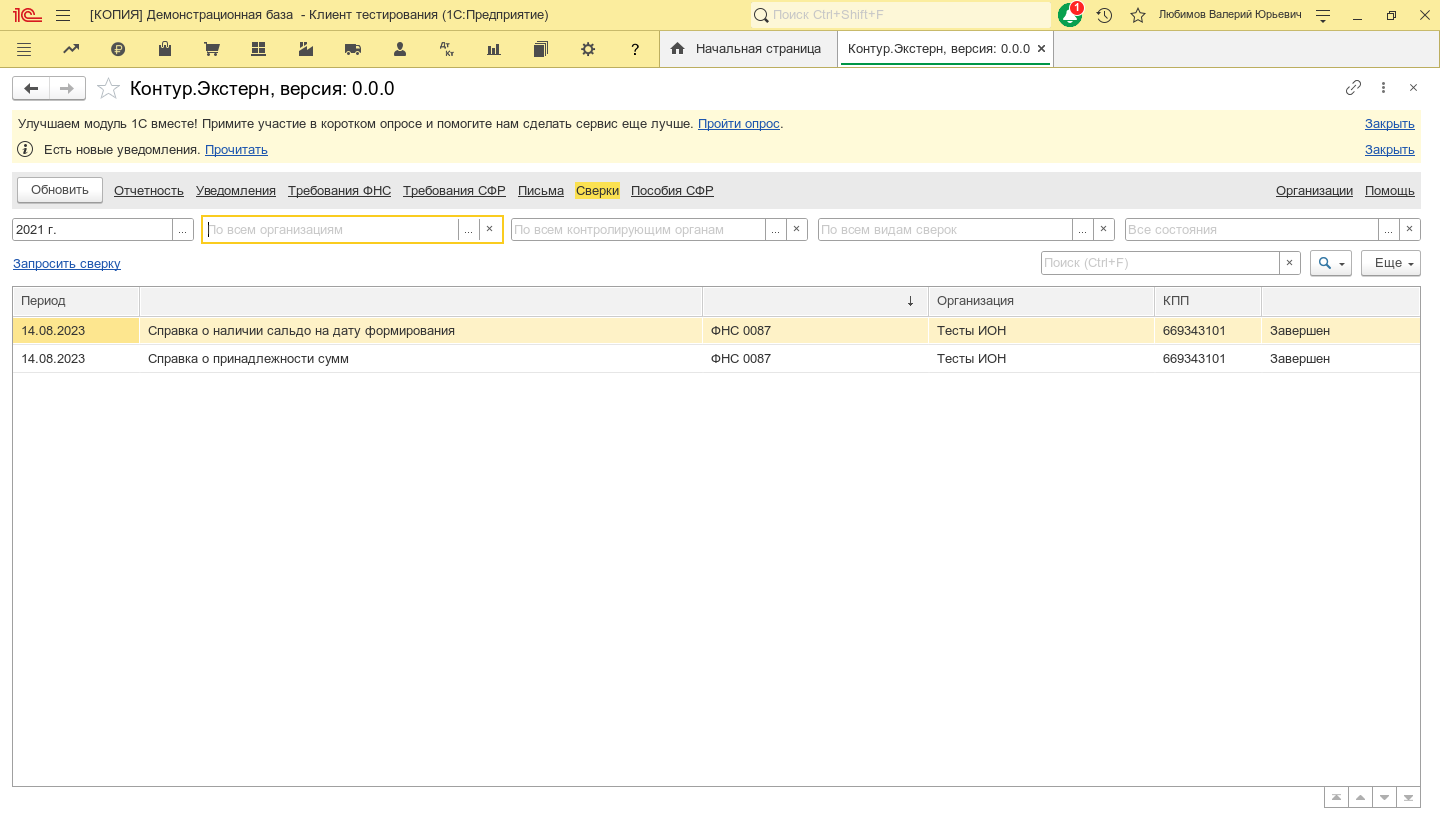 [КОПИЯ] Демонстрационная база - Клиент тестирования (1С:Предприятие)
Поиск Ctrl+Shift+F
1
Любимов Валерий Юрьевич
Дт Кт
?
Начальная страница
Контур.Экстерн, версия: 0.0.0 ×
Контур.Экстерн, версия: 0.0.0
Улучшаем модуль 1С вместе! Примите участие в коротком опросе и помогите нам сделать сервис еще лучше. Пройти опрос. Закрыть
Есть новые уведомления. Прочитать Закрыть
Обновить Отчетность Уведомления Требования ФНС Требования СФР Письма Сверки Пособия СФР Организации Помощь
2021 г. ... По всем организациям ... × По всем контролирующим органам ... × По всем видам сверок ... × Все состояния ... ×
Запросить сверку Поиск (Ctrl+F) × Еще
Период ↓ Организация КПП
14.08.2023 Справка о наличии сальдо на дату формирования ФНС 0087 Тесты ИОН 669343101 Завершен
14.08.2023 Справка о принадлежности сумм ФНС 0087 Тесты ИОН 669343101 Завершен